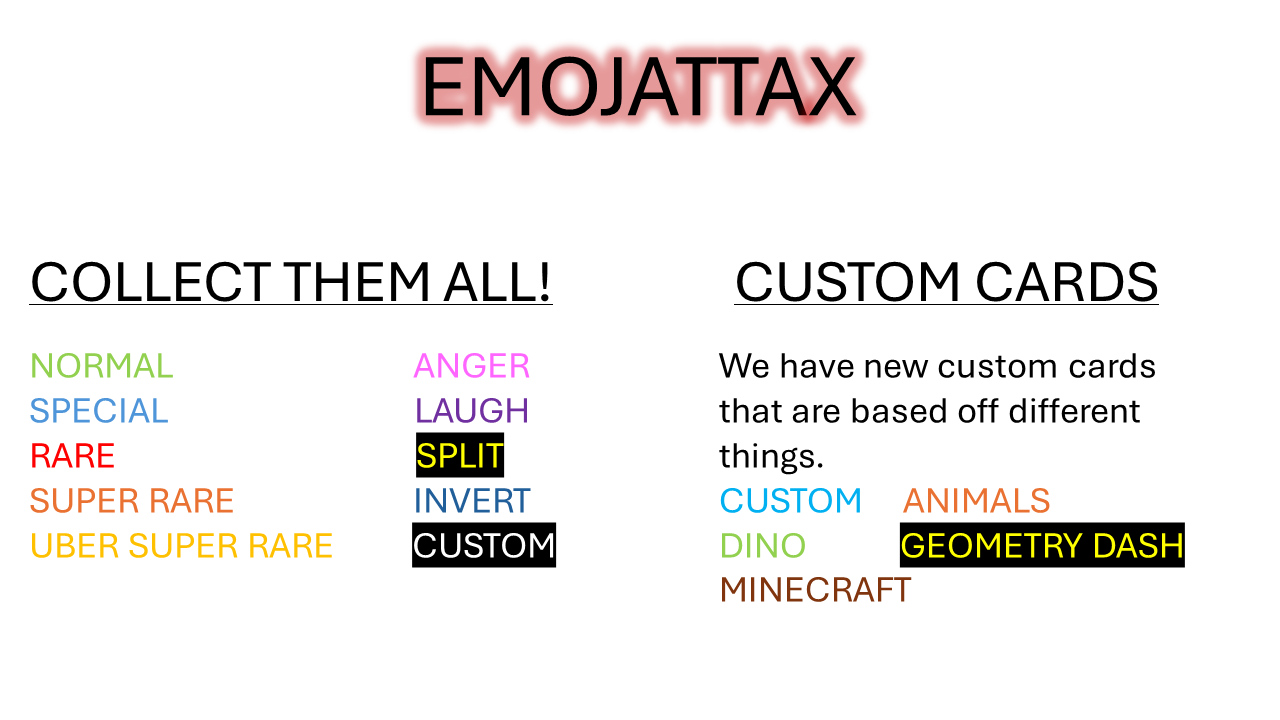 EMOJATTAX
COLLECT THEM ALL!
NORMAL
SPECIAL
RARE
SUPER RARE
UBER SUPER RARE
ANGER
LAUGH
SPLIT
INVERT
CUSTOM
CUSTOM CARDS
We have new custom cards
that are based off different
things.
CUSTOM ANIMALS
DINO GEOMETRY DASH
MINECRAFT